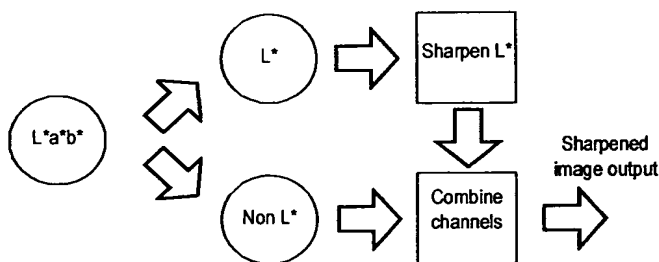 L*a*b*
L*
Sharpen L*
Non L*
Combine
channels
Sharpened
image output